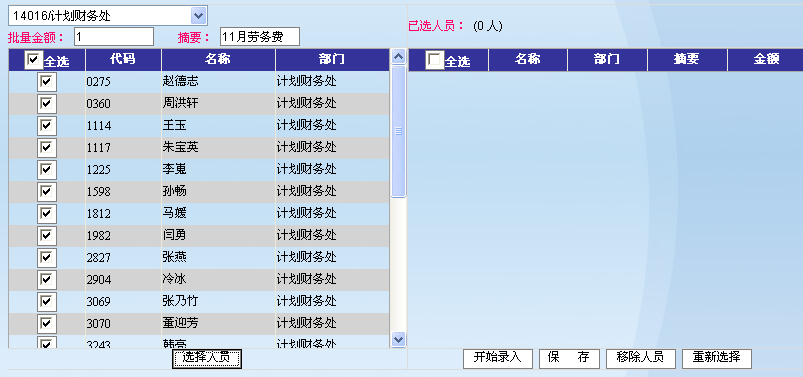 14016/计划财务处
批量金额： 1 摘要： 11月劳务费
已选人员： (0 人)
全选 代码 名称 部门
0275 赵德志 计划财务处
0360 周洪轩 计划财务处
1114 王玉 计划财务处
1117 朱宝英 计划财务处
1225 李嵬 计划财务处
1598 孙畅 计划财务处
1812 马媛 计划财务处
1982 闫勇 计划财务处
2827 张燕 计划财务处
2904 冷冰 计划财务处
3069 张乃竹 计划财务处
3070 董迎芳 计划财务处
3243 韩亮 计划财务处
选择人员
全选 名称 部门 摘要 金额
开始录入 保 存 移除人员 重新选择